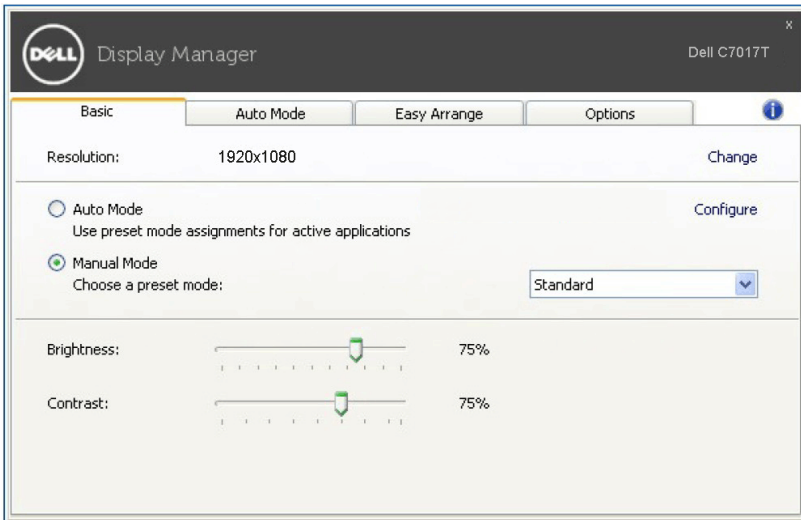 x
DELL Display Manager Dell C7017T
Basic Auto Mode Easy Arrange Options i
Resolution: 1920x1080 Change
Auto Mode Configure
Use preset mode assignments for active applications
Manual Mode
Choose a preset mode: Standard
Brightness: 75%
Contrast: 75%